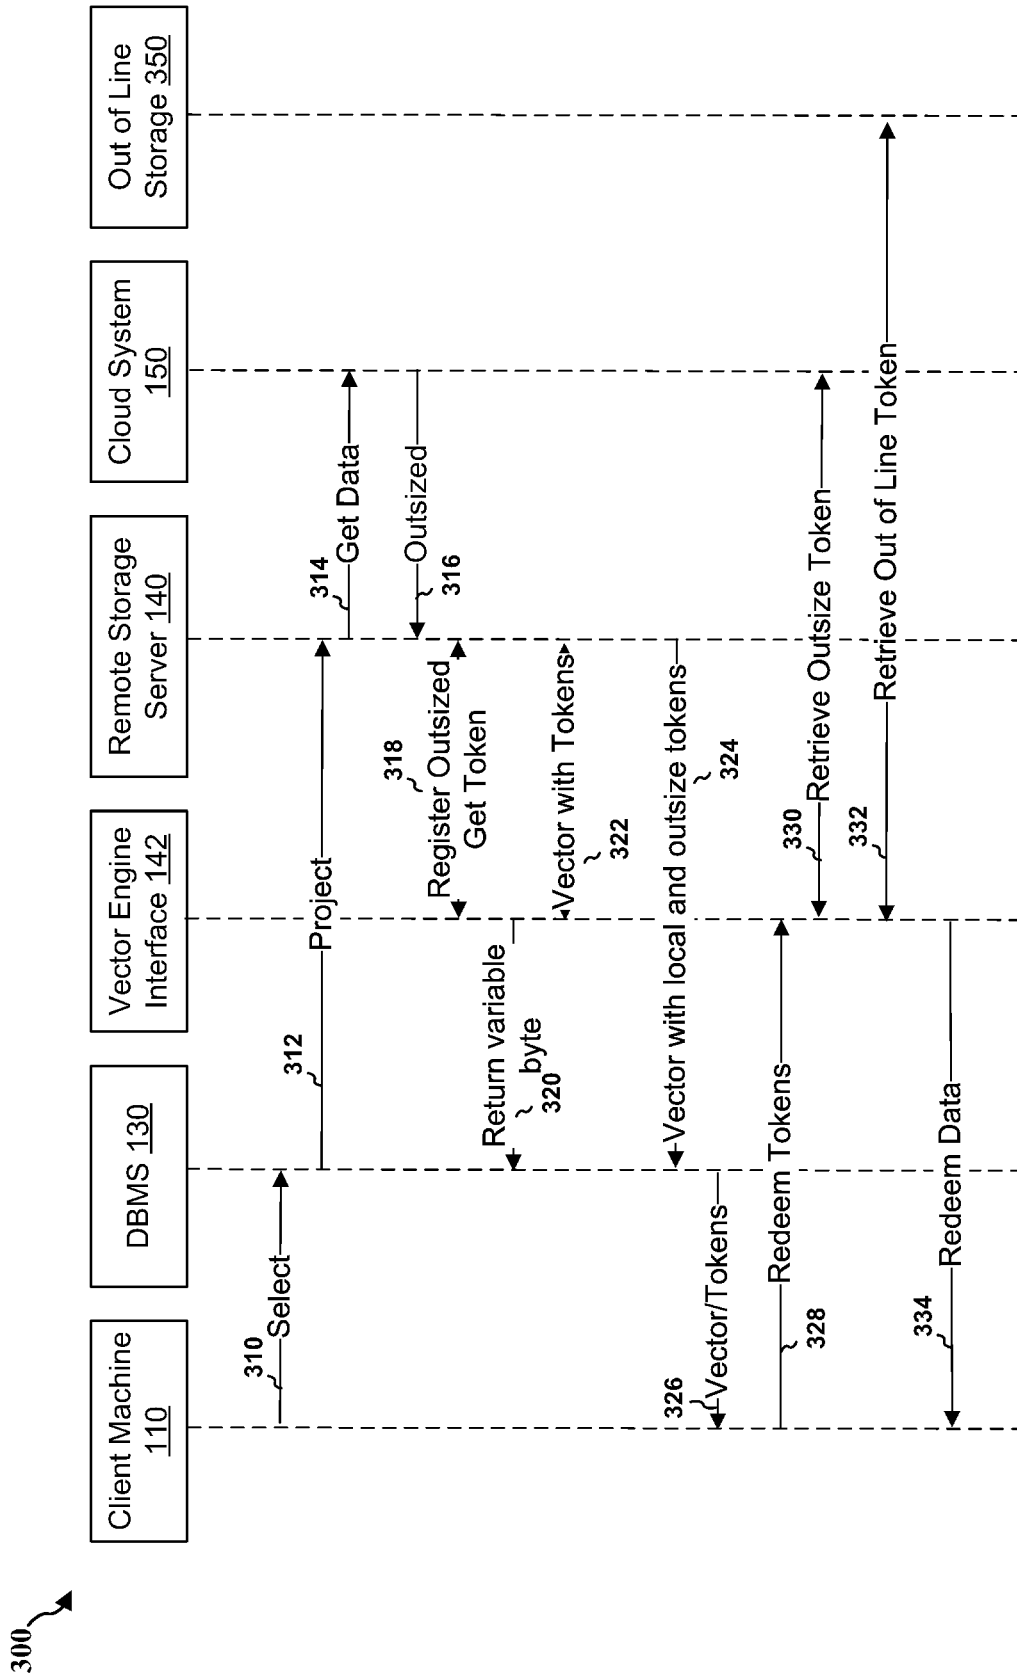 300
Client Machine
110
DBMS 130
Vector Engine
Interface 142
Remote Storage
Server 140
Cloud System
150
Out of Line
Storage 350
310
Select
312
Project
314
Get Data
Outsized
316
318
Register Outsized
Get Token
Return variable
byte
320
Vector with Tokens
322
Vector with local and outsize tokens
324
326
Vector/Tokens
Redeem Tokens
328
330
Retrieve Outsize Token
332
Retrieve Out of Line Token
334
Redeem Data